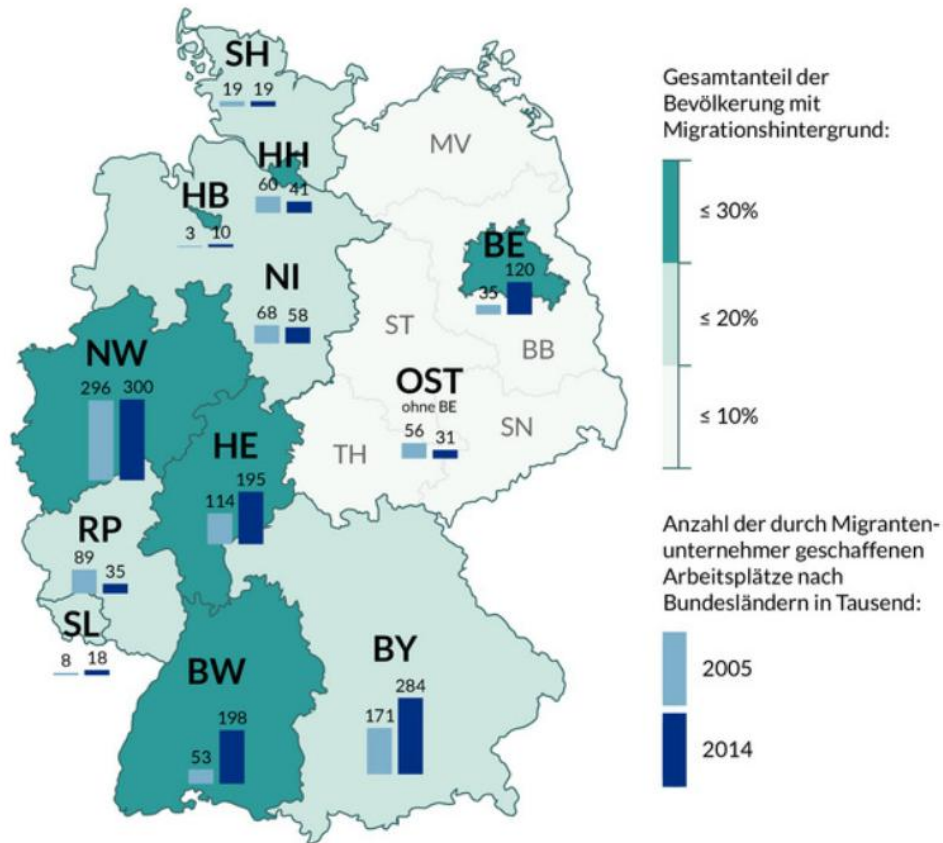 SH
19 19
MV
HH
60 41
HB
3 10
BE
35 120
NI
68 58
ST
BB
NW
296 300
OST
ohne BE
56 31
SN
TH
HE
114 195
RP
89 35
SL
8 18
BW
53 198
BY
171 284
Gesamtanteil der
Bevölkerung mit
Migrationshintergrund:
≤ 30%
≤ 20%
≤ 10%
Anzahl der durch Migranten-
unternehmer geschaffenen
Arbeitsplätze nach
Bundesländern in Tausend:
2005
2014